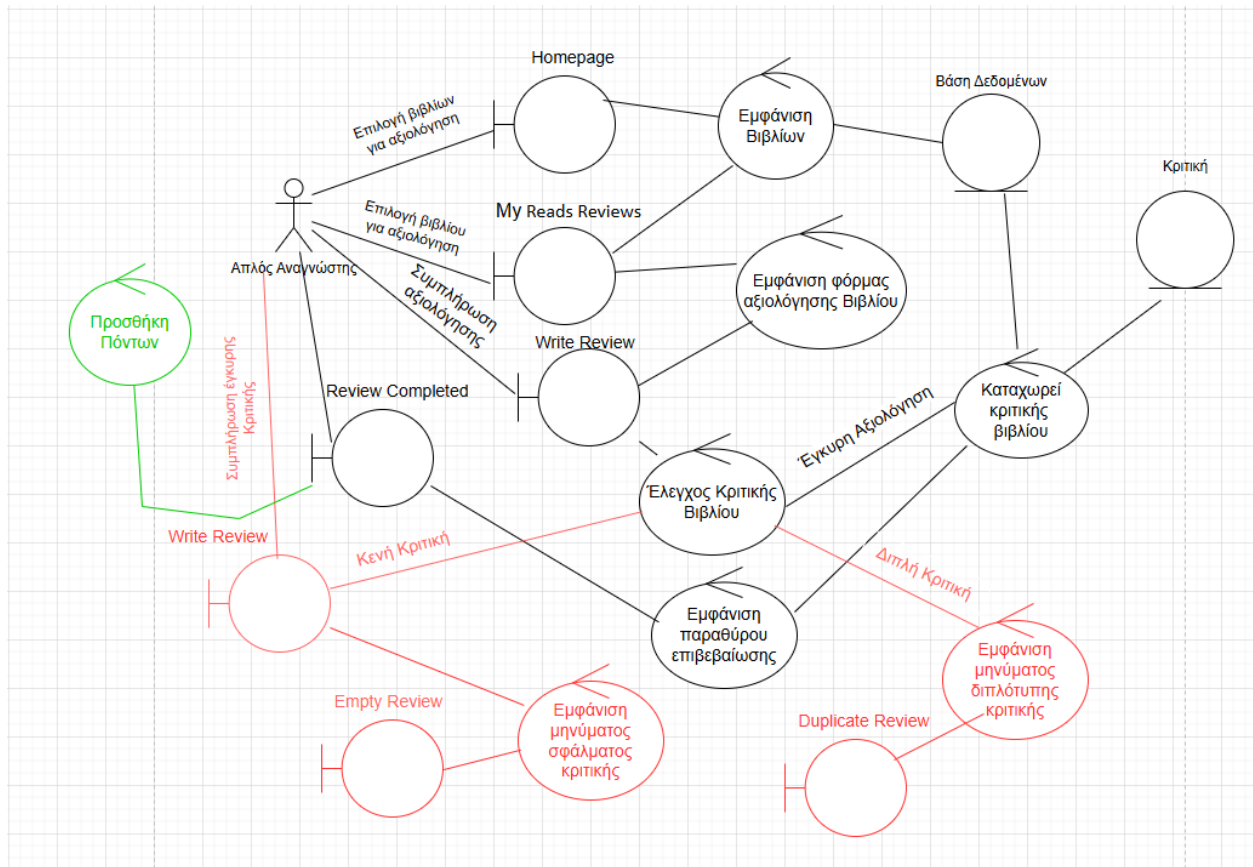 Homepage
Βάση Δεδομένων
Επιλογή βιβλίων
για αξιολόγηση
Εμφάνιση
Βιβλίων
Κριτική
My Reads Reviews
Επιλογή βιβλίου
για αξιολόγηση
Απλός Αναγνώστης
Εμφάνιση φόρμας
αξιολόγησης Βιβλίου
Συμπλήρωση
αξιολόγησης
Προσθήκη
Πόντων
Write Review
Συμπλήρωση έγκυρης
Κριτικής
Review Completed
Καταχωρεί
κριτικής
βιβλίου
Έγκυρη Αξιολόγηση
Έλεγχος Κριτικής
Βιβλίου
Write Review
Κενή Κριτική
Διπλή Κριτική
Εμφάνιση
παραθύρου
επιβεβαίωσης
Εμφάνιση
μηνύματος
διπλότυπης
κριτικής
Empty Review
Εμφάνιση
μηνύματος
σφάλματος
κριτικής
Duplicate Review